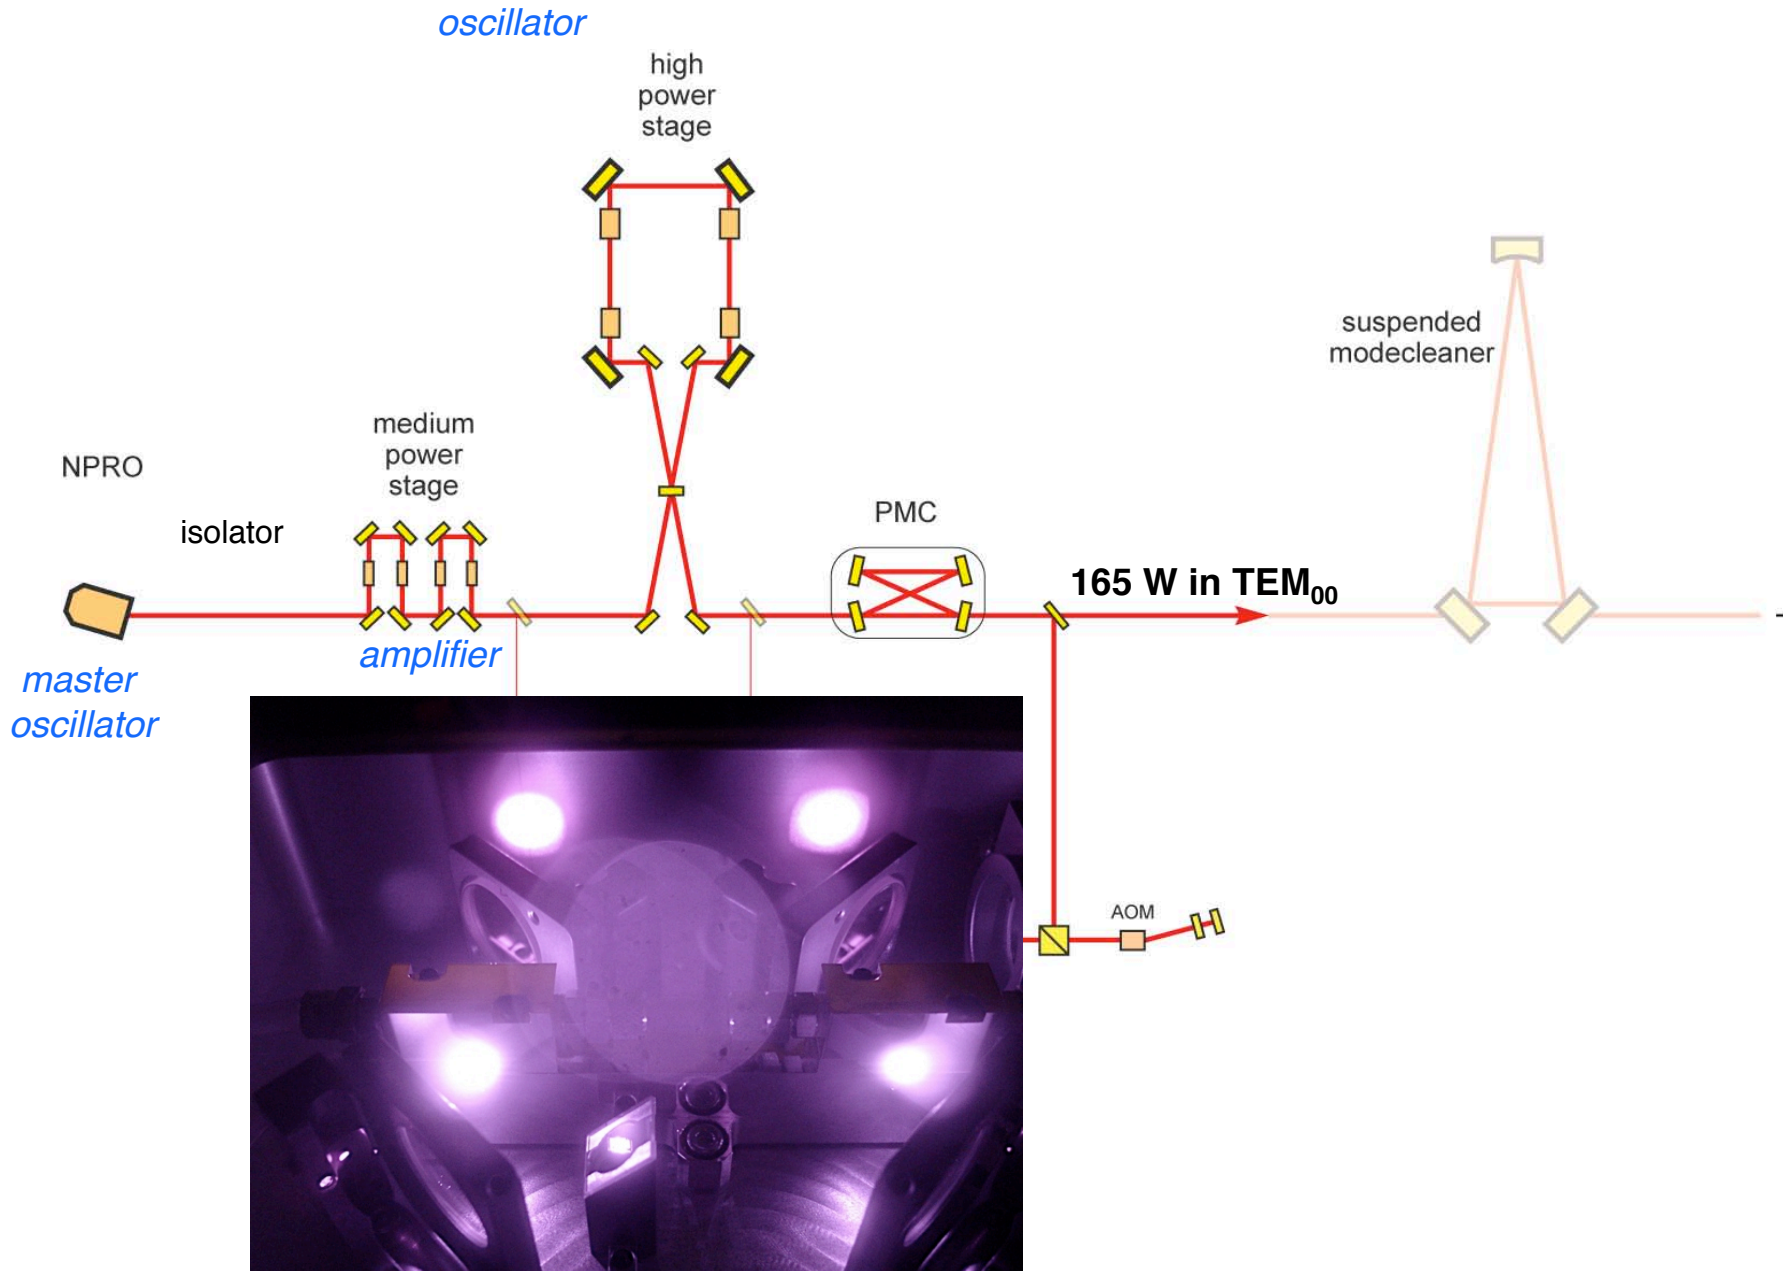 oscillator
high
power
stage
medium
power
stage
NPRO
isolator
amplifier
master
oscillator
PMC
165 W in TEM₀₀
suspended
modecleaner
AOM